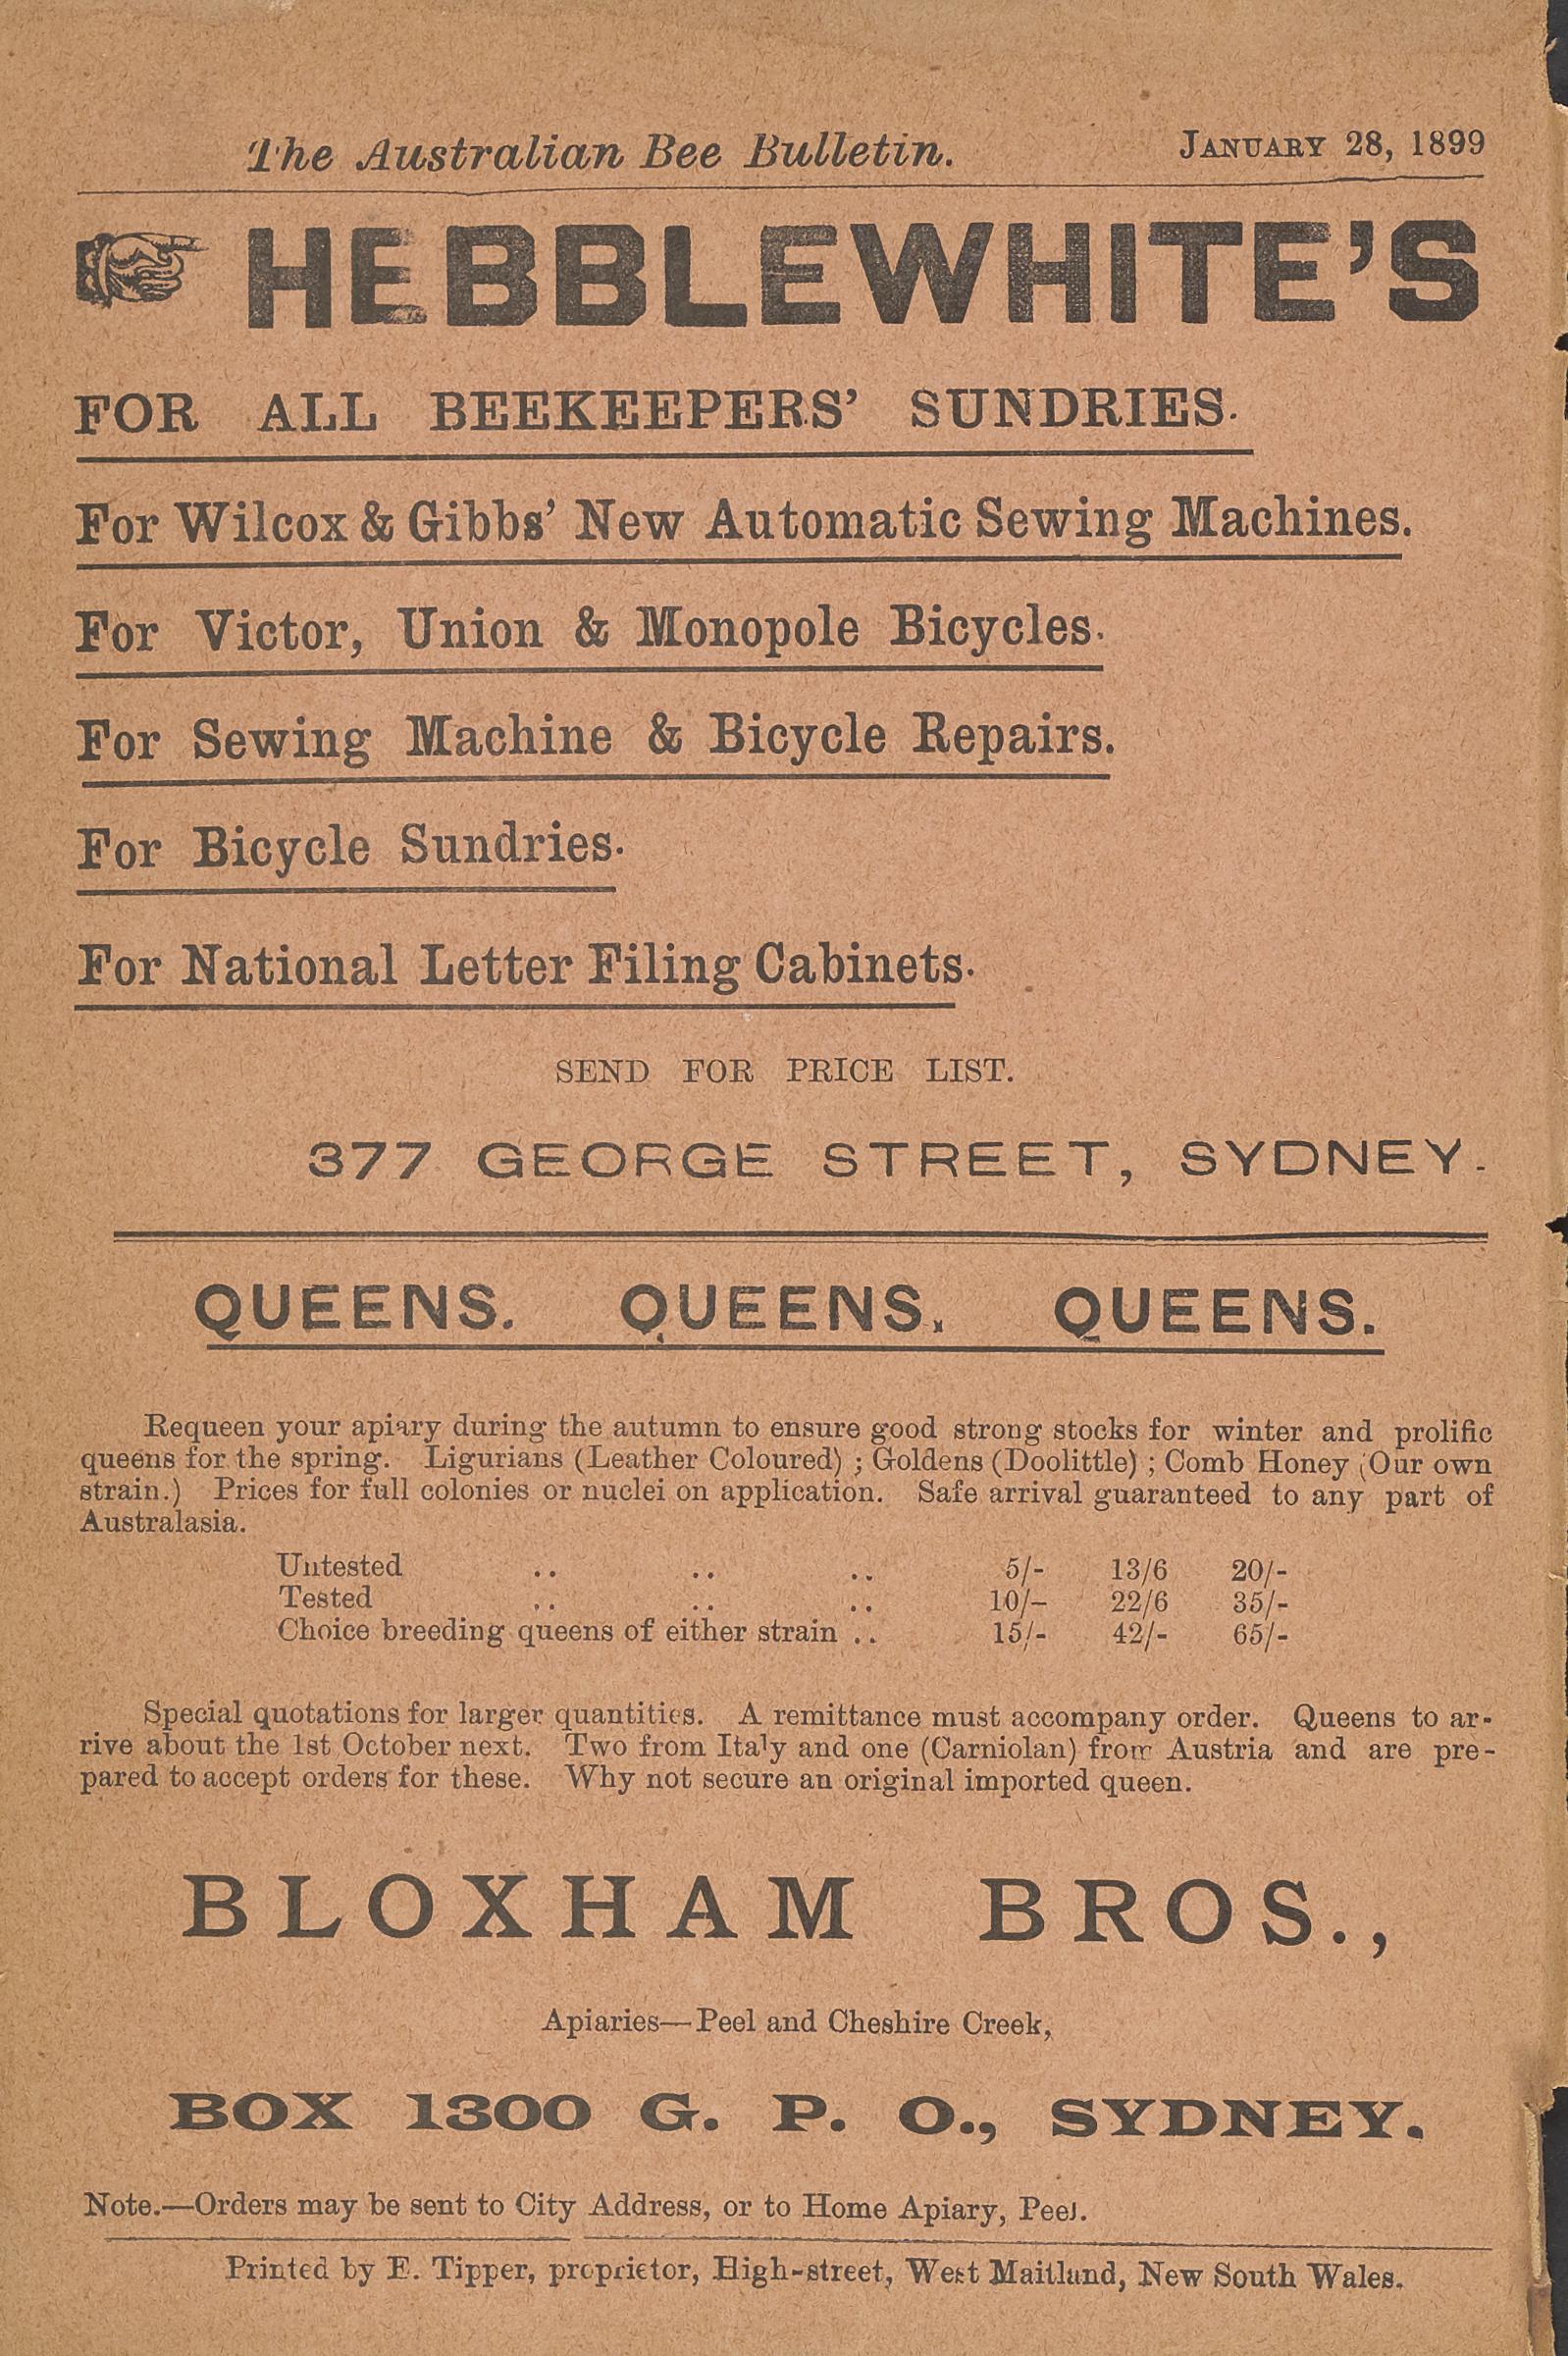 The Australian Bee Bulletin. JANUARY 28, 1899
HEBBLEWHITE'S
FOR ALL BEEKEEPERS' SUNDRIES.
For Wilcox & Gibbs' New Automatic Sewing Machines.
For Victor, Union & Monopole Bicycles.
For Sewing Machine & Bicycle Repairs.
For Bicycle Sundries.
For National Letter Filing Cabinets.
SEND FOR PRICE LIST.
377 GEORGE STREET, SYDNEY.
QUEENS. QUEENS. QUEENS.
Requeen your apiary during the autumn to ensure good strong stocks for winter and prolific
queens for the spring. Ligurians (Leather Coloured) ; Goldens (Doolittle) ; Comb Honey (Our own
strain.) Prices for full colonies or nuclei on application. Safe arrival guaranteed to any part of
Australasia.
Untested .. .. .. 5/- 13/6 20/-
Tested .. .. .. 10/- 22/6 35/-
Choice breeding queens of either strain .. 15/- 42/- 65/-
Special quotations for larger quantities. A remittance must accompany order. Queens to ar-
rive about the 1st October next. Two from Italy and one (Carniolan) from Austria and are pre-
pared to accept orders for these. Why not secure an original imported queen.
BLOXHAM BROS.,
Apiaries—Peel and Cheshire Creek,
BOX 1300 G. P. O., SYDNEY.
Note.—Orders may be sent to City Address, or to Home Apiary, Peel.
Printed by E. Tipper, proprietor, High-street, West Maitland, New South Wales.